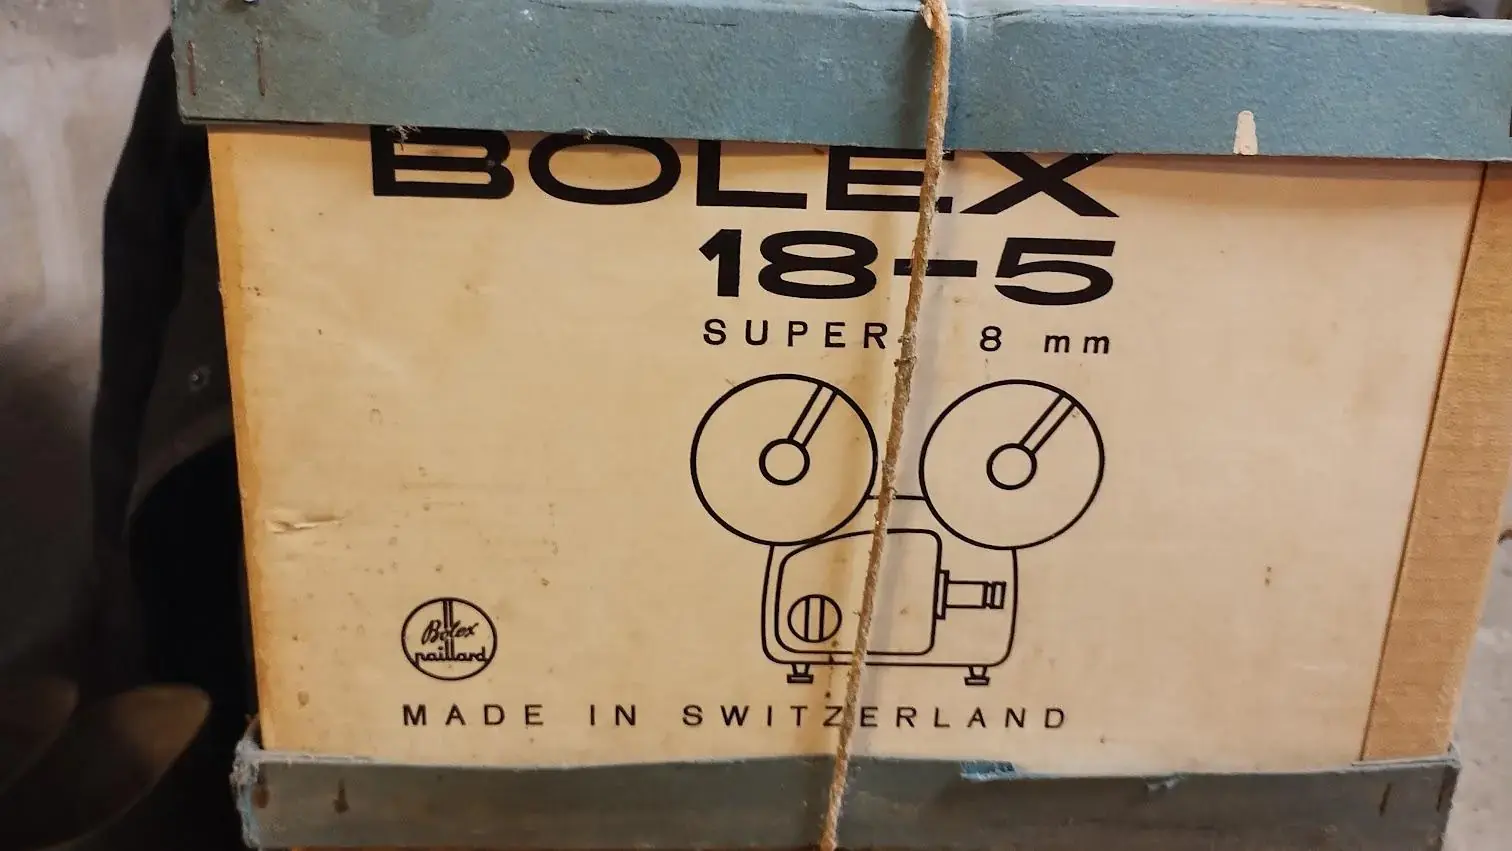 BOLEX
18-5
SUPER 8 mm
Bolex
paillard
MADE IN SWITZERLAND